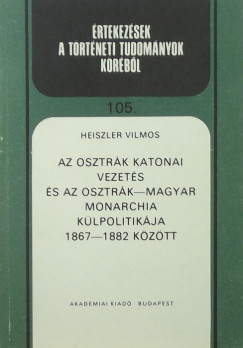 ÉRTEKEZÉSEK
A TÖRTÉNETI TUDOMÁNYOK
KÖRÉBŐL
105.
HEISZLER VILMOS
AZ OSZTRÁK KATONAI
VEZETÉS
ÉS AZ OSZTRÁK—MAGYAR
MONARCHIA
KÜLPOLITIKÁJA
1867—1882 KÖZÖTT
AKADÉMIAI KIADÓ · BUDAPEST